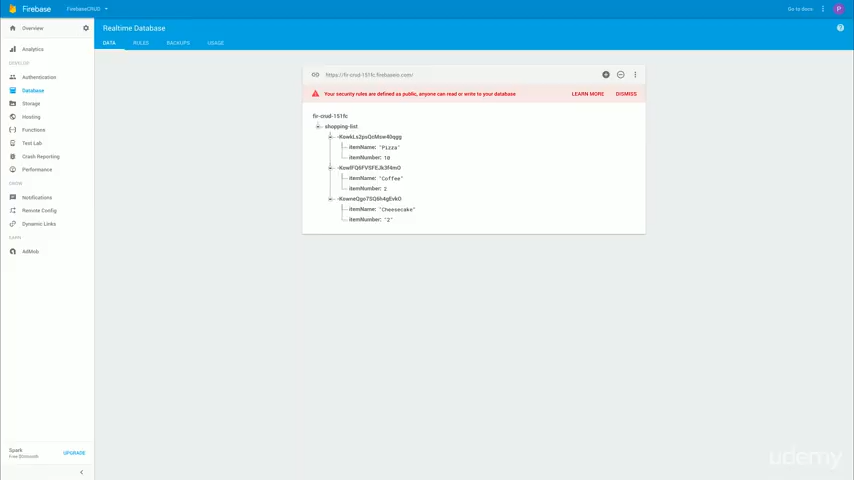 Firebase
FirebaseCRUD
Go to docs
P
Overview
Realtime Database
DATA RULES BACKUPS USAGE
Analytics
DEVELOP
Authentication
Database
Storage
Hosting
Functions
Test Lab
Crash Reporting
Performance
GROW
Notifications
Remote Config
Dynamic Links
EARN
AdMob
https://fir-crud-151fc.firebaseio.com/
Your security rules are defined as public, anyone can read or write to your database
LEARN MORE DISMISS
fir-crud-151fc
shopping-list
itemName: "Pizza"
itemNumber: 10
itemName: "Coffee"
itemNumber: 2
itemName: "Cheesecake"
itemNumber: "2"
Spark
Free $0/month
UPGRADE
udemy